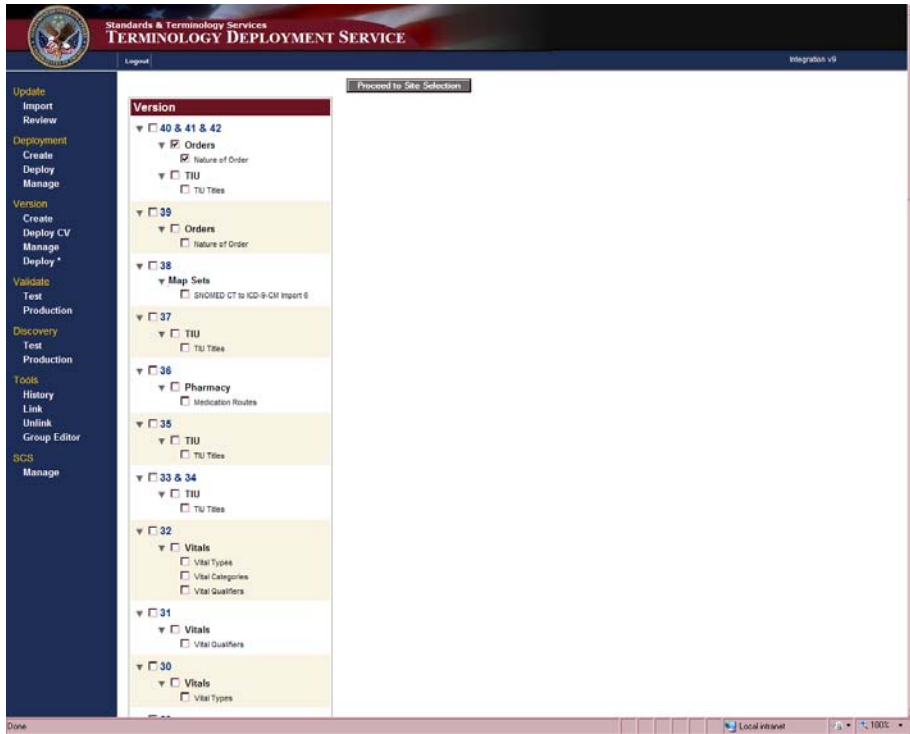 Standards & Terminology Services
TERMINOLOGY DEPLOYMENT SERVICE
Logout
Integration v9
Update
Import
Review
Deployment
Create
Deploy
Manage
Version
Create
Deploy CV
Manage
Deploy *
Validate
Test
Production
Discovery
Test
Production
Tools
History
Link
Unlink
Group Editor
SCS
Manage
Proceed to Site Selection
Version
40 & 41 & 42
Orders
Nature of Order
TIU
TIU Titles
39
Orders
Nature of Order
38
Map Sets
SNOMED CT to ICD-9-CM Import 6
37
TIU
TIU Titles
36
Pharmacy
Medication Routes
35
TIU
TIU Titles
33 & 34
TIU
TIU Titles
32
Vitals
Vital Types
Vital Categories
Vital Qualifiers
31
Vitals
Vital Qualifiers
30
Vitals
Vital Types
Done
Local intranet
100%